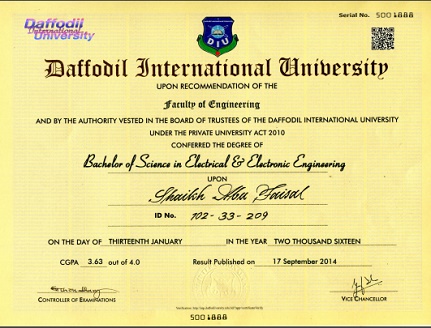 Serial No. 500 1888
Daffodil
International
University
DIU
Daffodil International University
UPON RECOMMENDATION OF THE
Faculty of Engineering
AND BY THE AUTHORITY VESTED IN THE BOARD OF TRUSTEES OF THE DAFFODIL INTERNATIONAL UNIVERSITY
UNDER THE PRIVATE UNIVERSITY ACT 2010
CONFERRED THE DEGREE OF
Bachelor of Science in Electrical & Electronic Engineering
UPON
Shaikh Abu Faisal
ID No. 102-33-209
ON THE DAY OF THIRTEENTH JANUARY IN THE YEAR TWO THOUSAND SIXTEEN
CGPA 3.63 out of 4.0 Result Published on 17 September 2014
CONTROLLER OF EXAMINATIONS VICE CHANCELLOR
500 1888